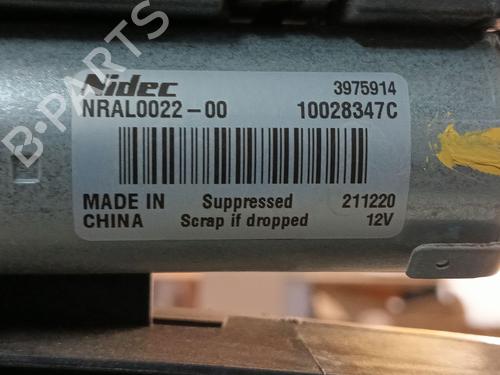 Nidec 3975914
NRAL0022-00 10028347C
MADE IN Suppressed 211220
CHINA Scrap if dropped 12V
B-PARTS